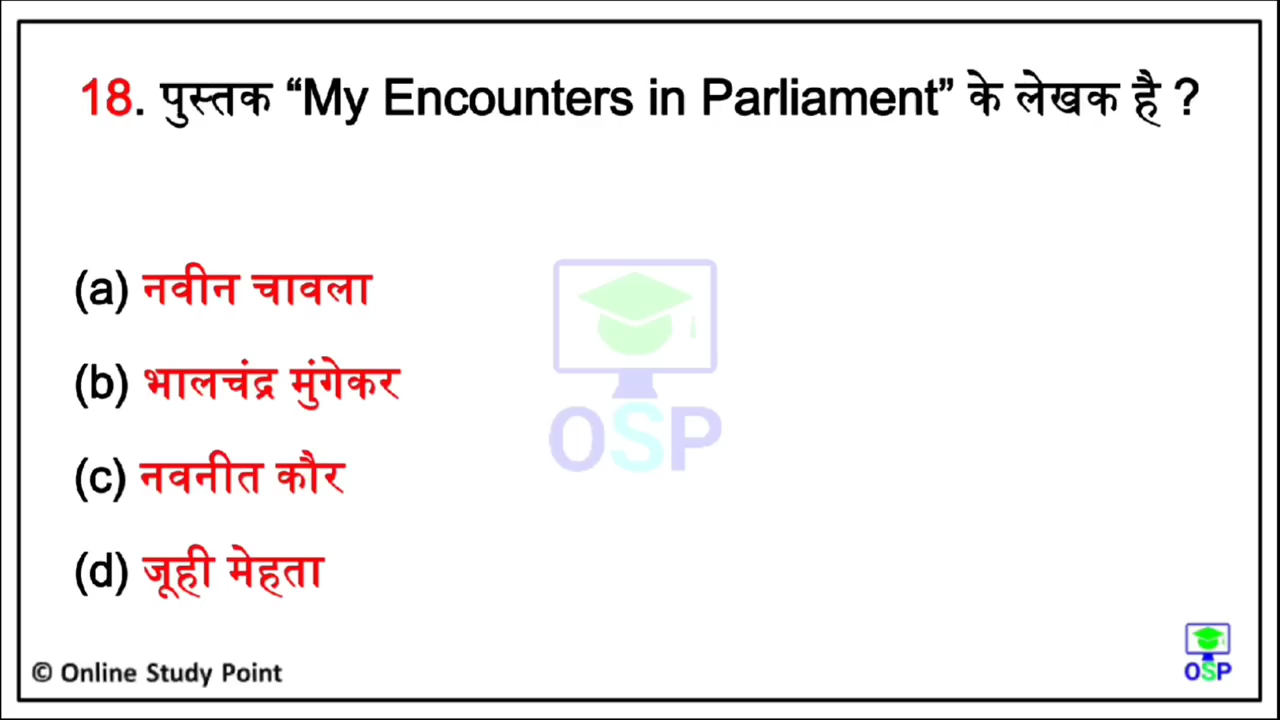 18. पुस्तक “My Encounters in Parliament” के लेखक है ?
(a) नवीन चावला
(b) भालचंद्र मुंगेकर
OSP
(c) नवनीत कौर
(d) जूही मेहता
© Online Study Point
OSP